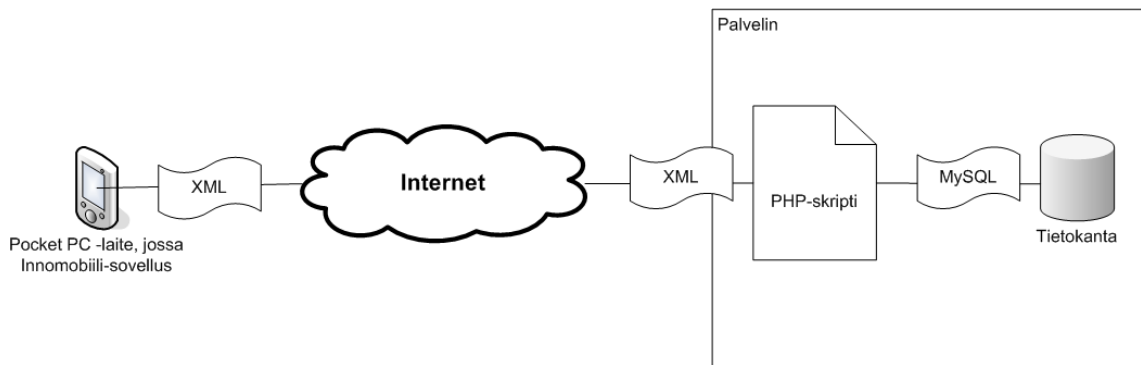 Palvelin
XML
Internet
XML
PHP-skripti
MySQL
Pocket PC -laite, jossa
Innomobiili-sovellus
Tietokanta